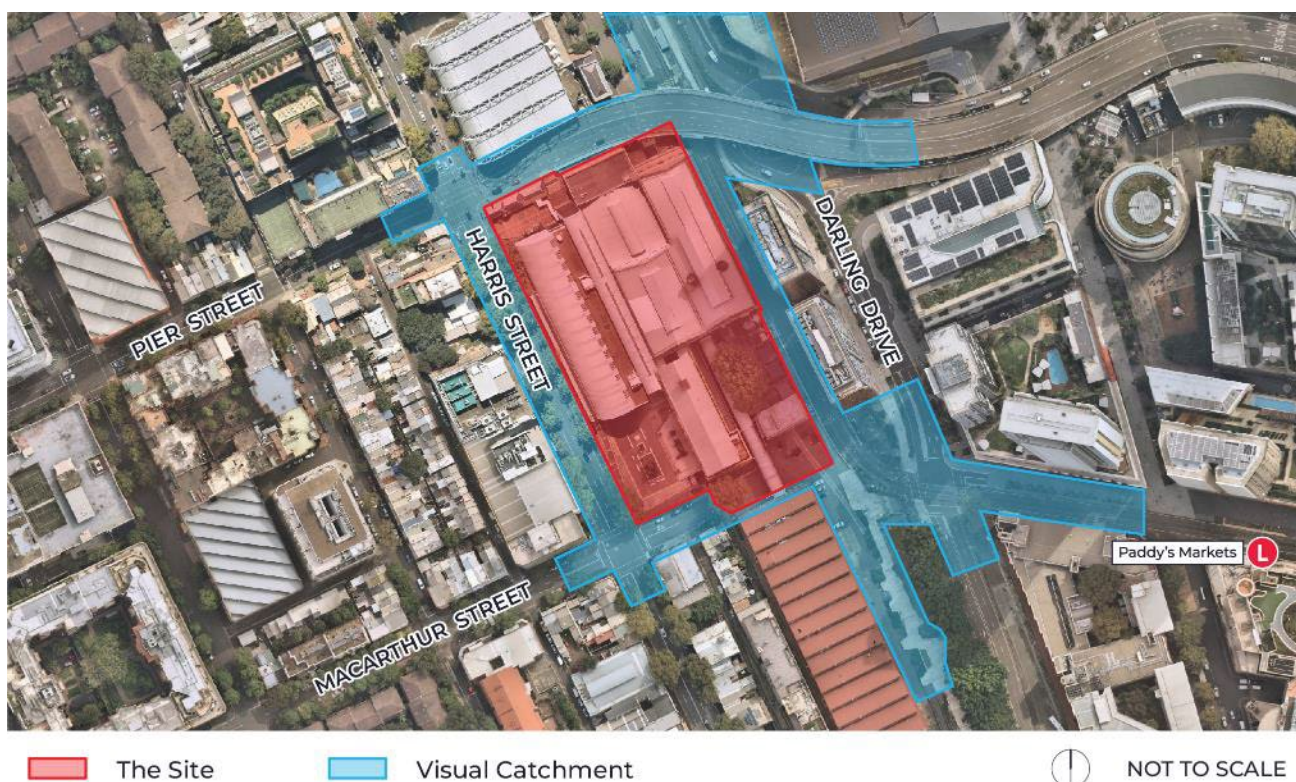 PIER STREET
HARRIS STREET
DARLING DRIVE
MACARTHUR STREET
Paddy's Markets
L
The Site
Visual Catchment
NOT TO SCALE